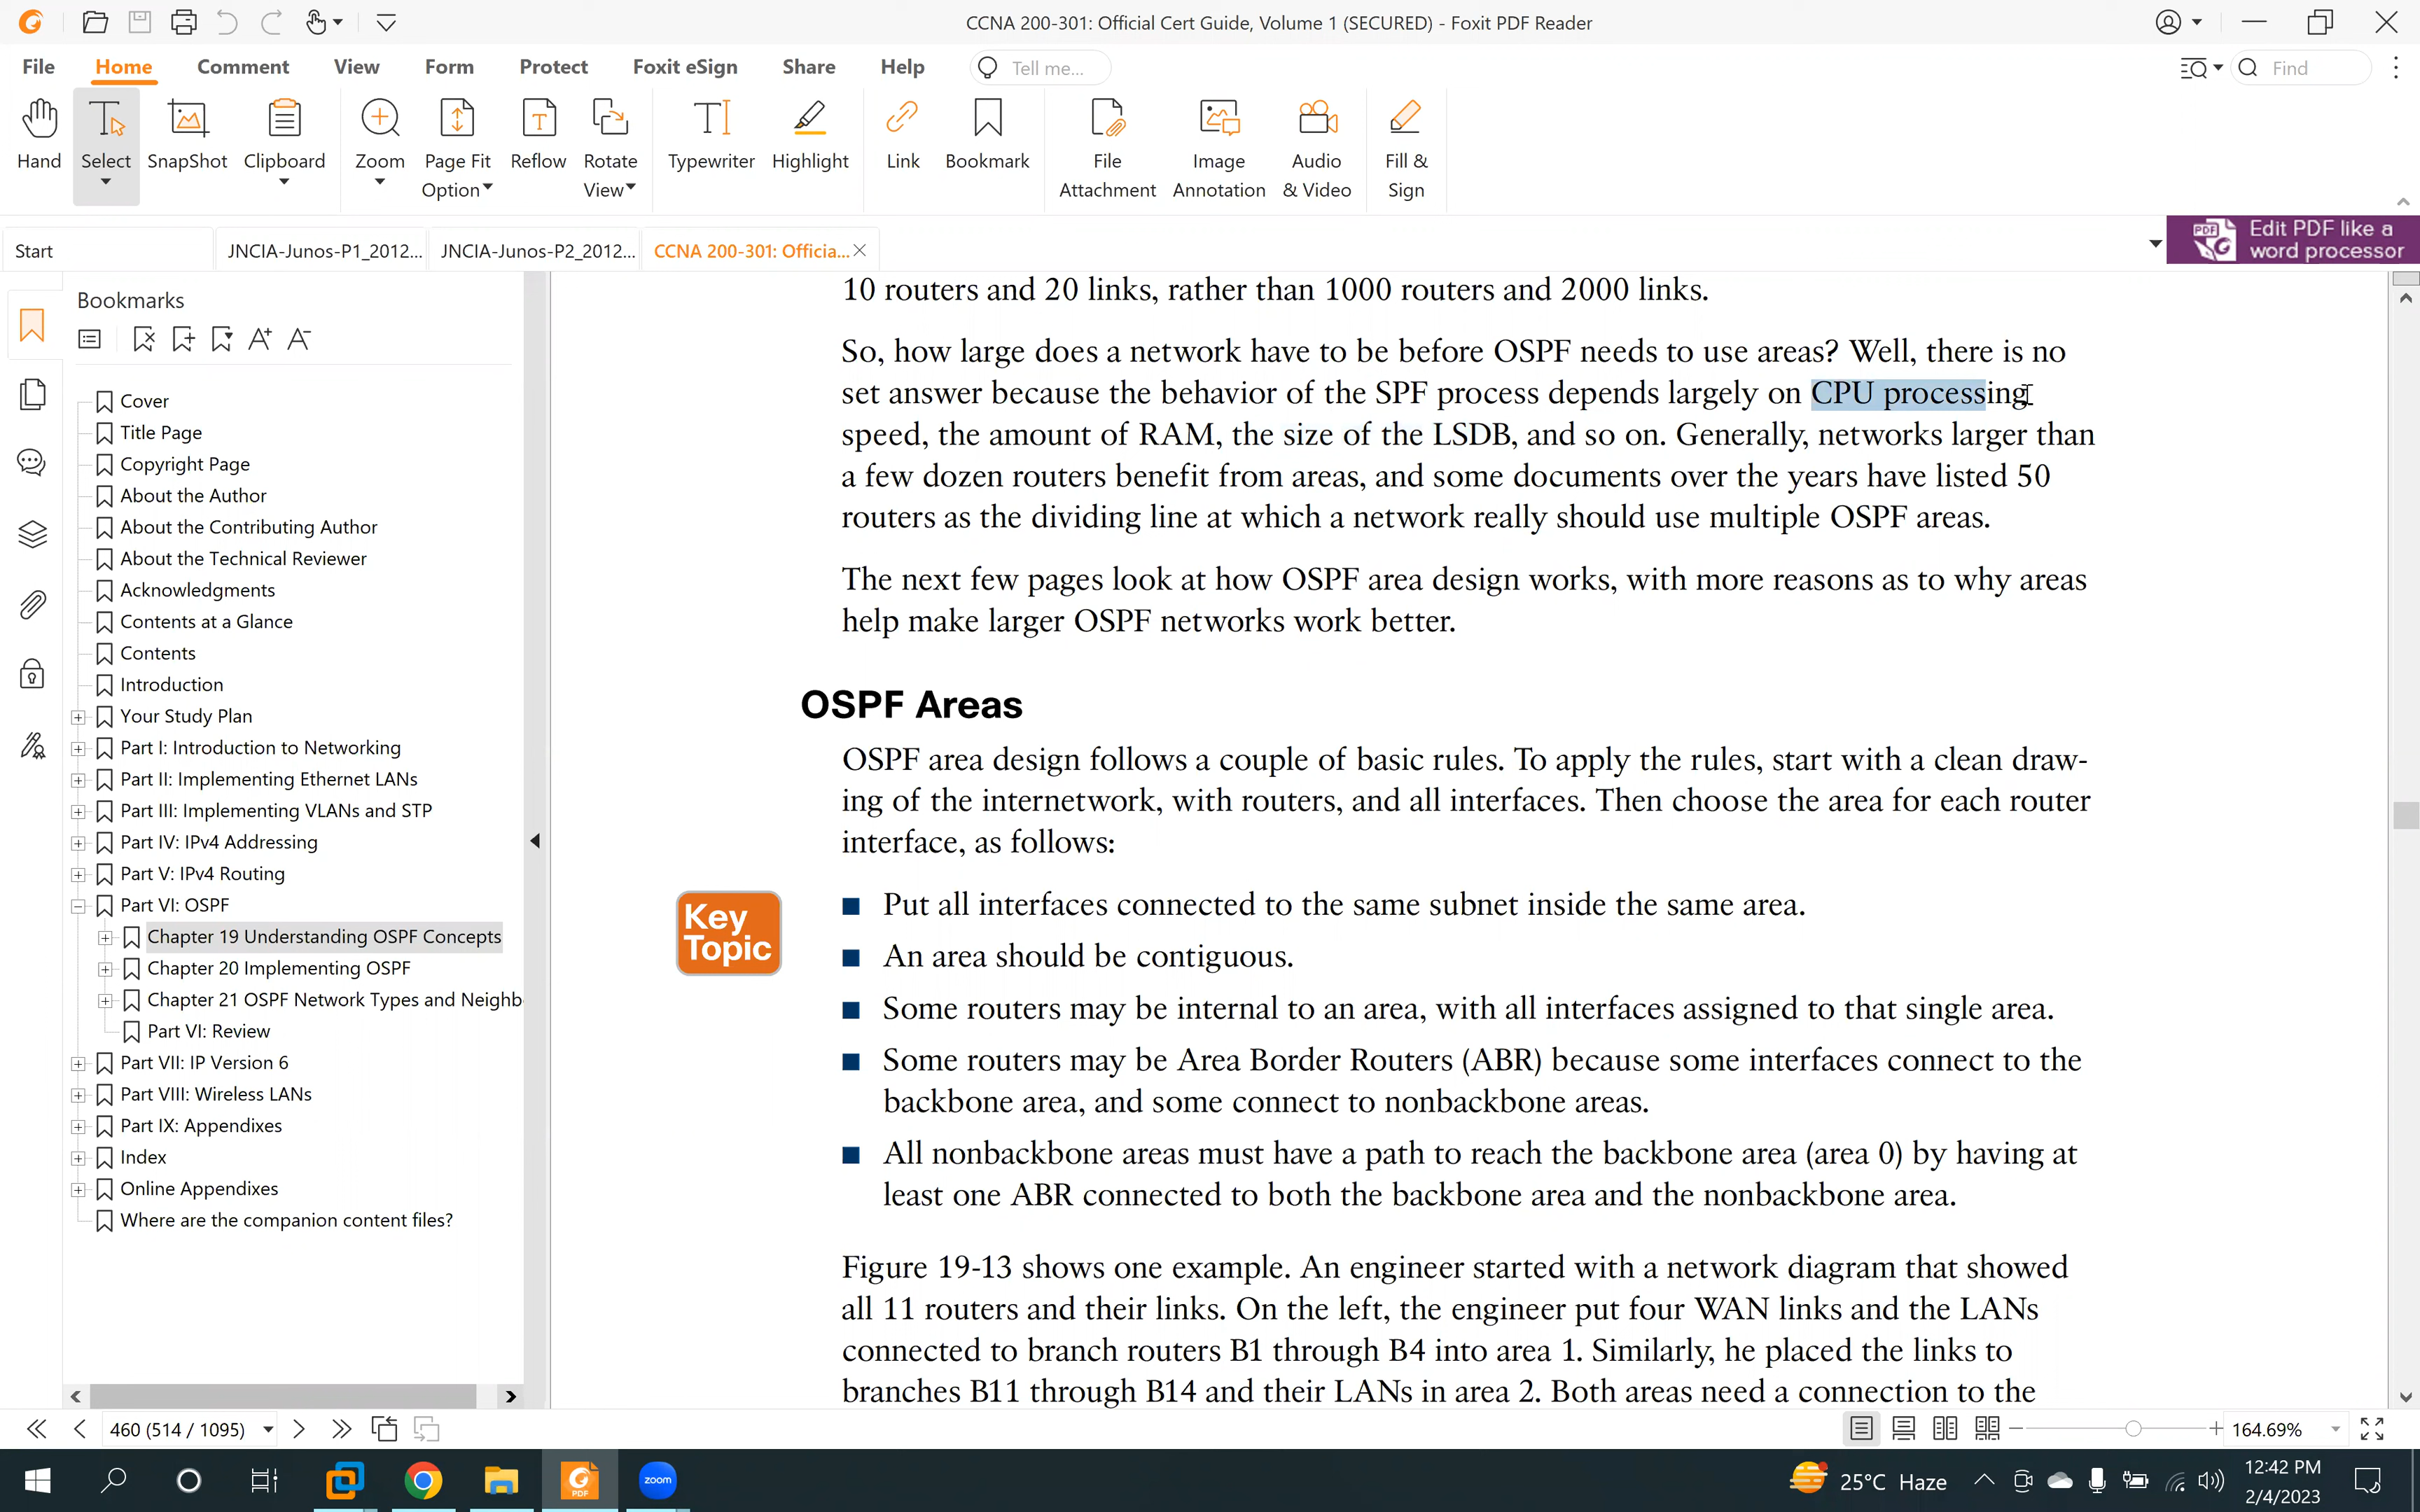 CCNA 200-301: Official Cert Guide, Volume 1 (SECURED) - Foxit PDF Reader
File Home Comment View Form Protect Foxit eSign Share Help Tell me... Find
Hand Select SnapShot Clipboard Zoom Page Fit Option Reflow Rotate View Typewriter Highlight Link Bookmark File Attachment Image Annotation Audio & Video Fill & Sign
Start JNCIA-Junos-P1_2012... JNCIA-Junos-P2_2012... CCNA 200-301: Officia...
PDF Edit PDF like a
word processor
Bookmarks
Cover
Title Page
Copyright Page
About the Author
About the Contributing Author
About the Technical Reviewer
Acknowledgments
Contents at a Glance
Contents
Introduction
Your Study Plan
Part I: Introduction to Networking
Part II: Implementing Ethernet LANs
Part III: Implementing VLANs and STP
Part IV: IPv4 Addressing
Part V: IPv4 Routing
Part VI: OSPF
Chapter 19 Understanding OSPF Concepts
Chapter 20 Implementing OSPF
Chapter 21 OSPF Network Types and Neighb
Part VI: Review
Part VII: IP Version 6
Part VIII: Wireless LANs
Part IX: Appendixes
Index
Online Appendixes
Where are the companion content files?
10 routers and 20 links, rather than 1000 routers and 2000 links.
So, how large does a network have to be before OSPF needs to use areas? Well, there is no
set answer because the behavior of the SPF process depends largely on CPU processing
speed, the amount of RAM, the size of the LSDB, and so on. Generally, networks larger than
a few dozen routers benefit from areas, and some documents over the years have listed 50
routers as the dividing line at which a network really should use multiple OSPF areas.
The next few pages look at how OSPF area design works, with more reasons as to why areas
help make larger OSPF networks work better.
OSPF Areas
OSPF area design follows a couple of basic rules. To apply the rules, start with a clean draw-
ing of the internetwork, with routers, and all interfaces. Then choose the area for each router
interface, as follows:
Key
Topic
■ Put all interfaces connected to the same subnet inside the same area.
■ An area should be contiguous.
■ Some routers may be internal to an area, with all interfaces assigned to that single area.
■ Some routers may be Area Border Routers (ABR) because some interfaces connect to the
backbone area, and some connect to nonbackbone areas.
■ All nonbackbone areas must have a path to reach the backbone area (area 0) by having at
least one ABR connected to both the backbone area and the nonbackbone area.
Figure 19-13 shows one example. An engineer started with a network diagram that showed
all 11 routers and their links. On the left, the engineer put four WAN links and the LANs
connected to branch routers B1 through B4 into area 1. Similarly, he placed the links to
branches B11 through B14 and their LANs in area 2. Both areas need a connection to the
460 (514 / 1095) 164.69%
PDF zoom 25°C Haze 12:42 PM
2/4/2023